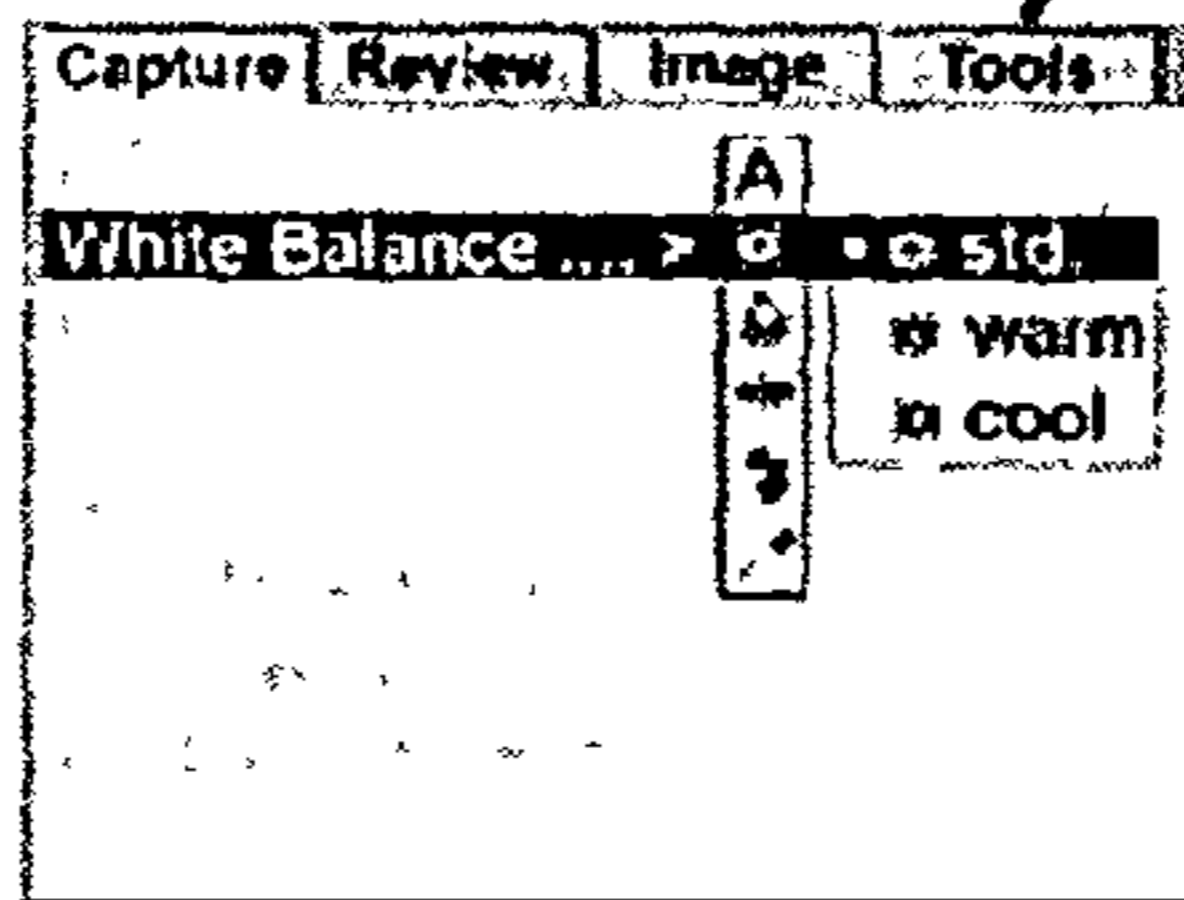 Capture Review Image Tools
A
White Balance .... > • std.
warm
cool